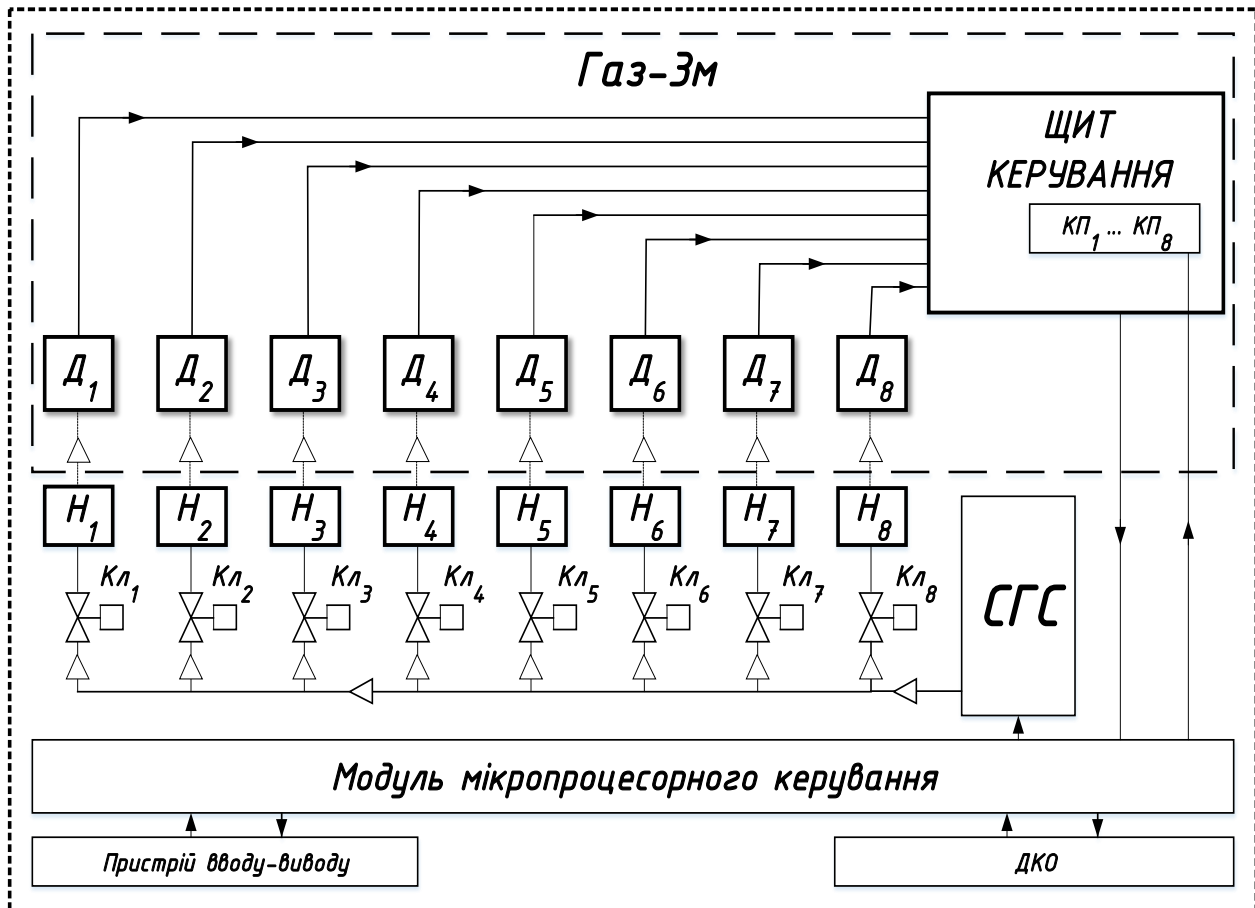 Газ-3м
ЩИТ
КЕРУВАННЯ
КП1 ... КП8
Д1 Д2 Д3 Д4 Д5 Д6 Д7 Д8
Н1 Н2 Н3 Н4 Н5 Н6 Н7 Н8
Кл1 Кл2 Кл3 Кл4 Кл5 Кл6 Кл7 Кл8
СГС
Модуль мікропроцесорного керування
Пристрій вводу-виводу
ДКО